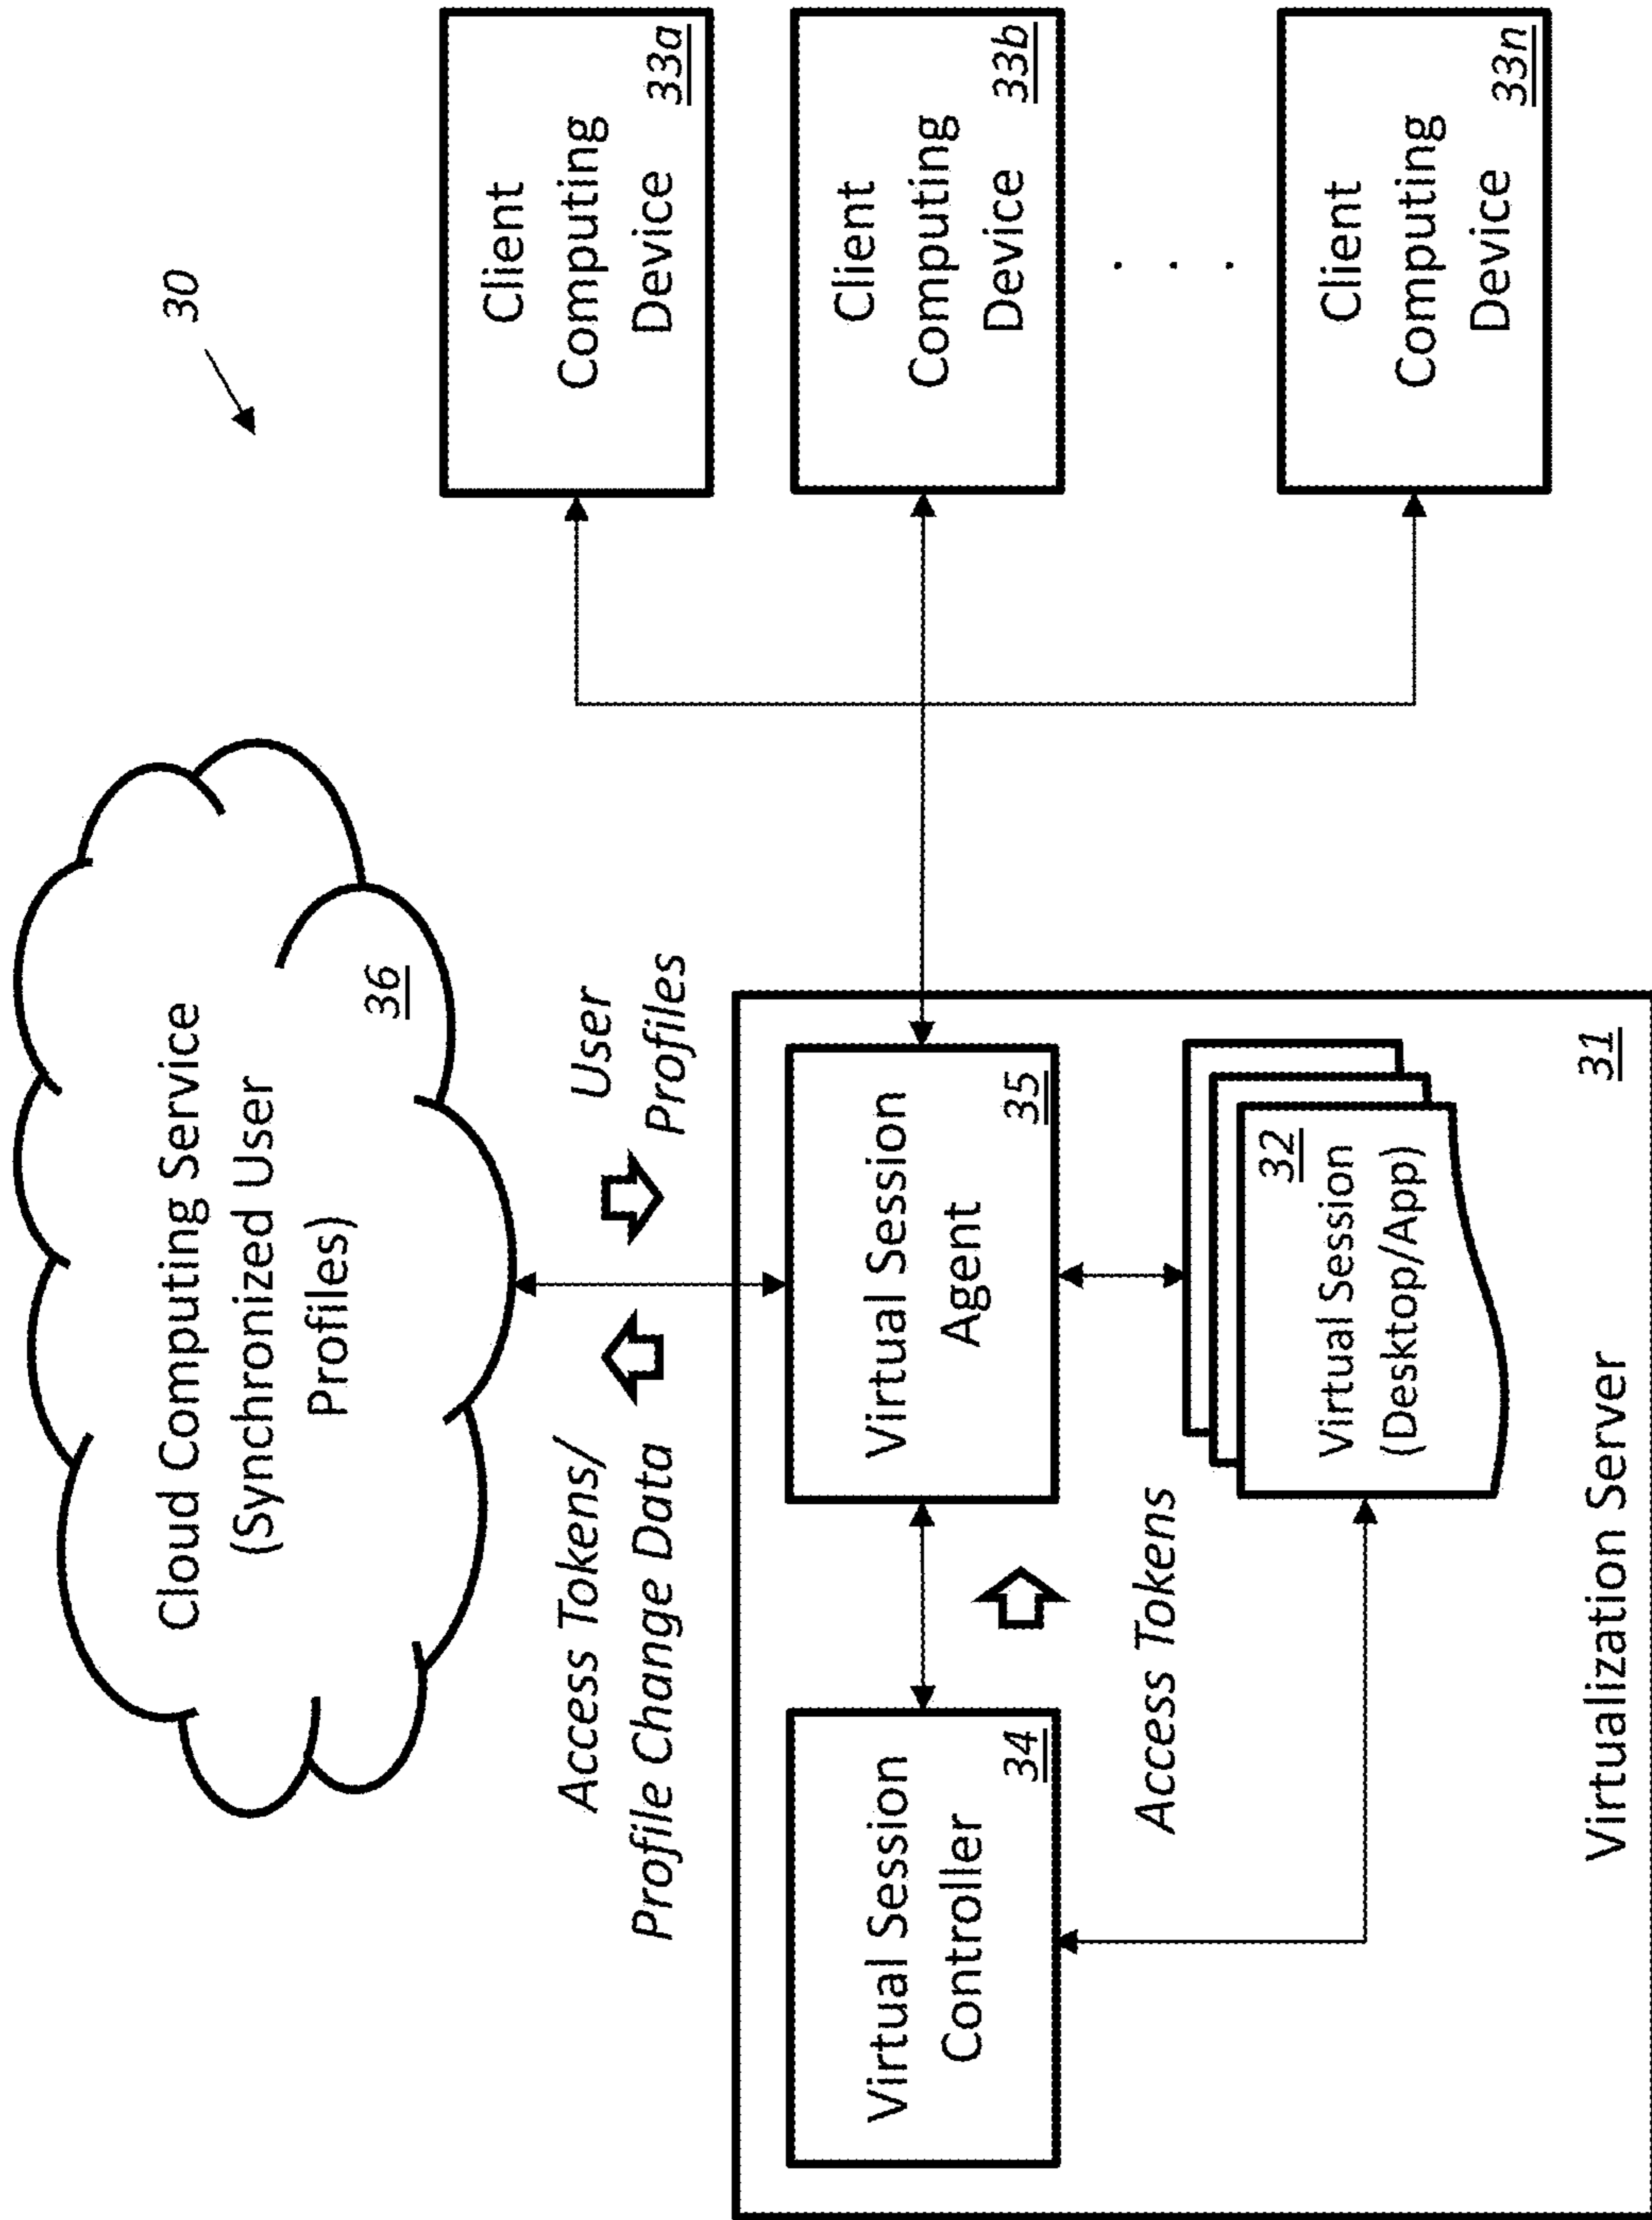 30
Cloud Computing Service
(Synchronized User
Profiles)
36
Client
Computing
Device
33a
Access Tokens/
Profile Change Data
User
Profiles
Client
Computing
Device
33b
. . .
Client
Computing
Device
33n
Virtual Session
Controller
34
Virtual Session
Agent
35
Access Tokens
32
Virtual Session
(Desktop/App)
Virtualization Server
31